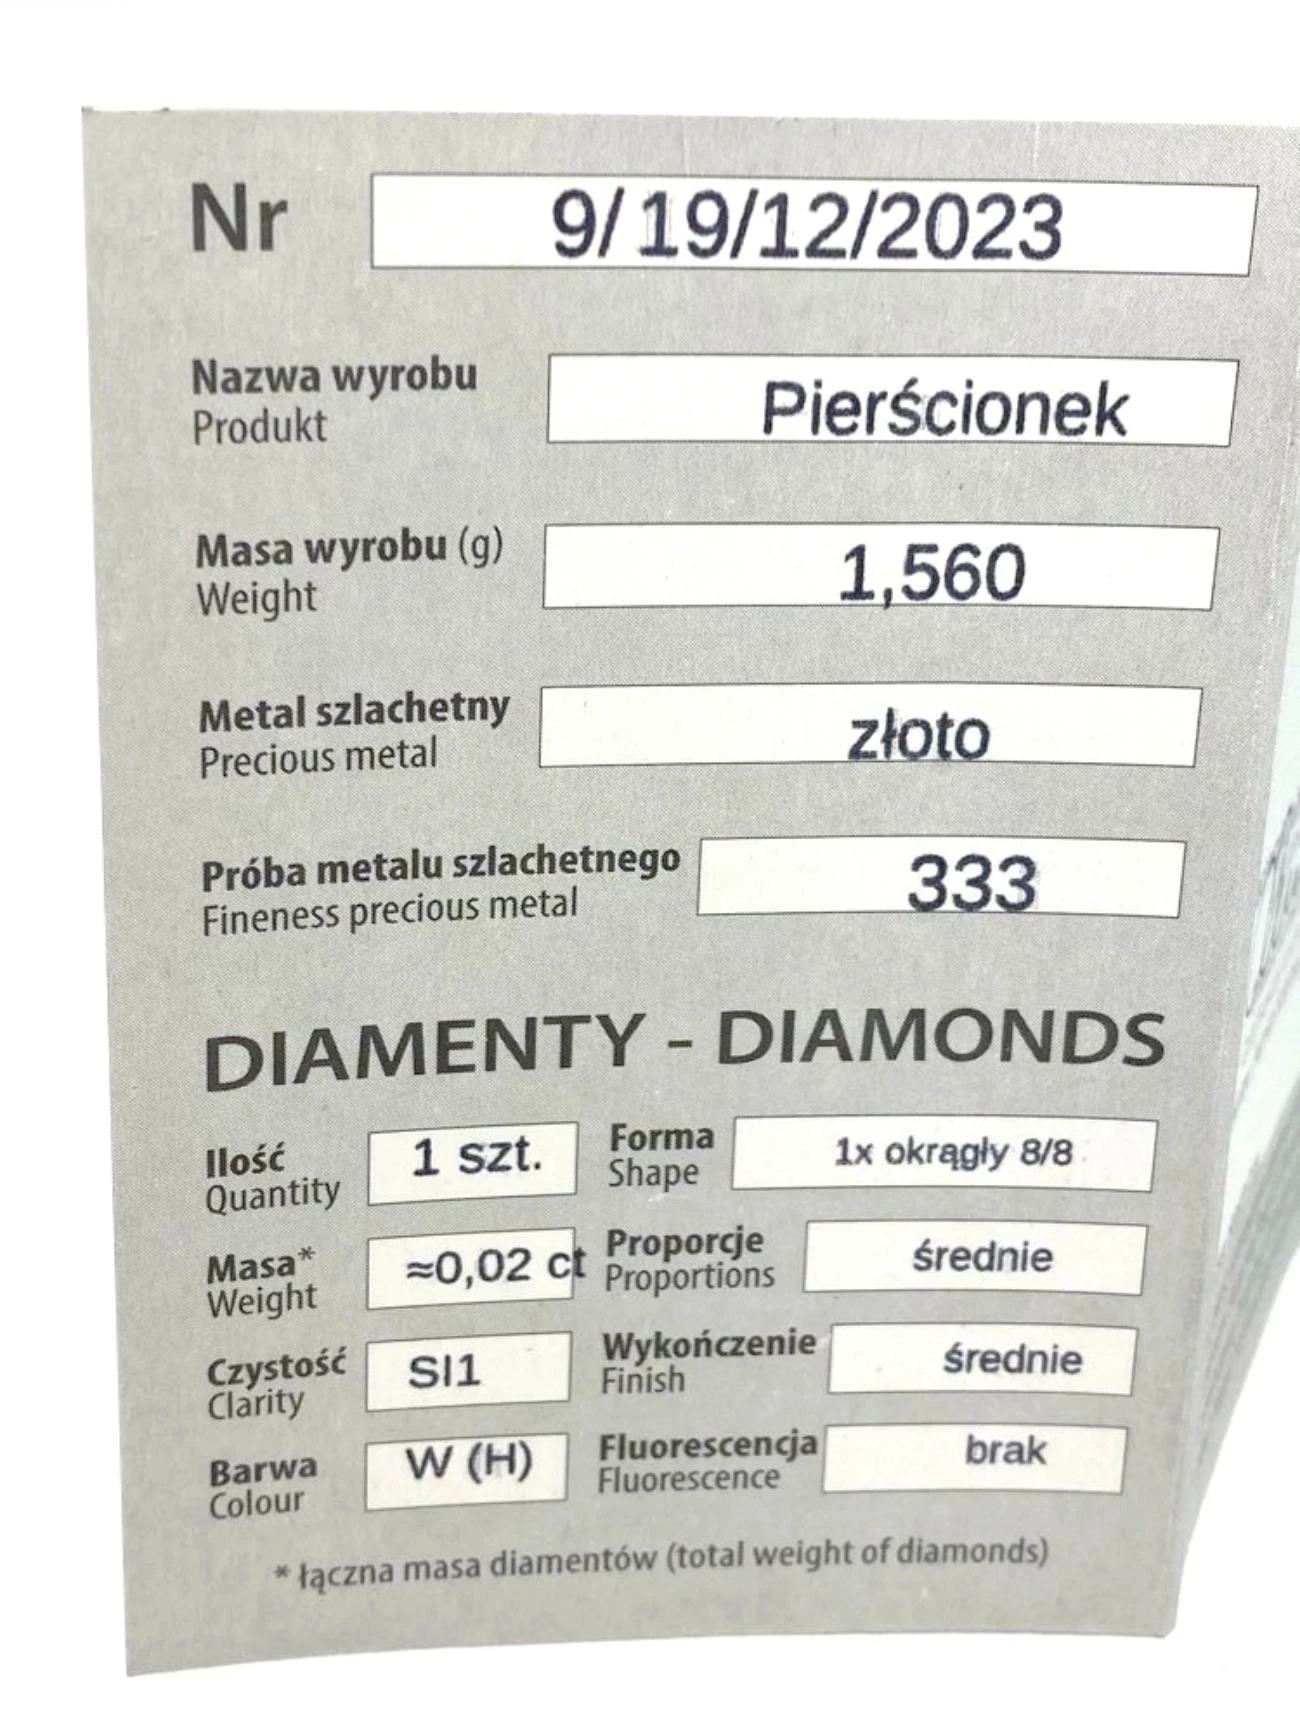 Nr 9/19/12/2023
Nazwa wyrobu Pierścionek
Produkt
Masa wyrobu (g) 1,560
Weight
Metal szlachetny złoto
Precious metal
Próba metalu szlachetnego 333
Fineness precious metal
DIAMENTY - DIAMONDS
Ilość 1 szt. Forma 1x okrągły 8/8
Quantity Shape
Masa* ≈0,02 ct Proporcje średnie
Weight Proportions
Czystość SI1 Wykończenie średnie
Clarity Finish
Barwa W (H) Fluorescencja brak
Colour Fluorescence
* łączna masa diamentów (total weight of diamonds)